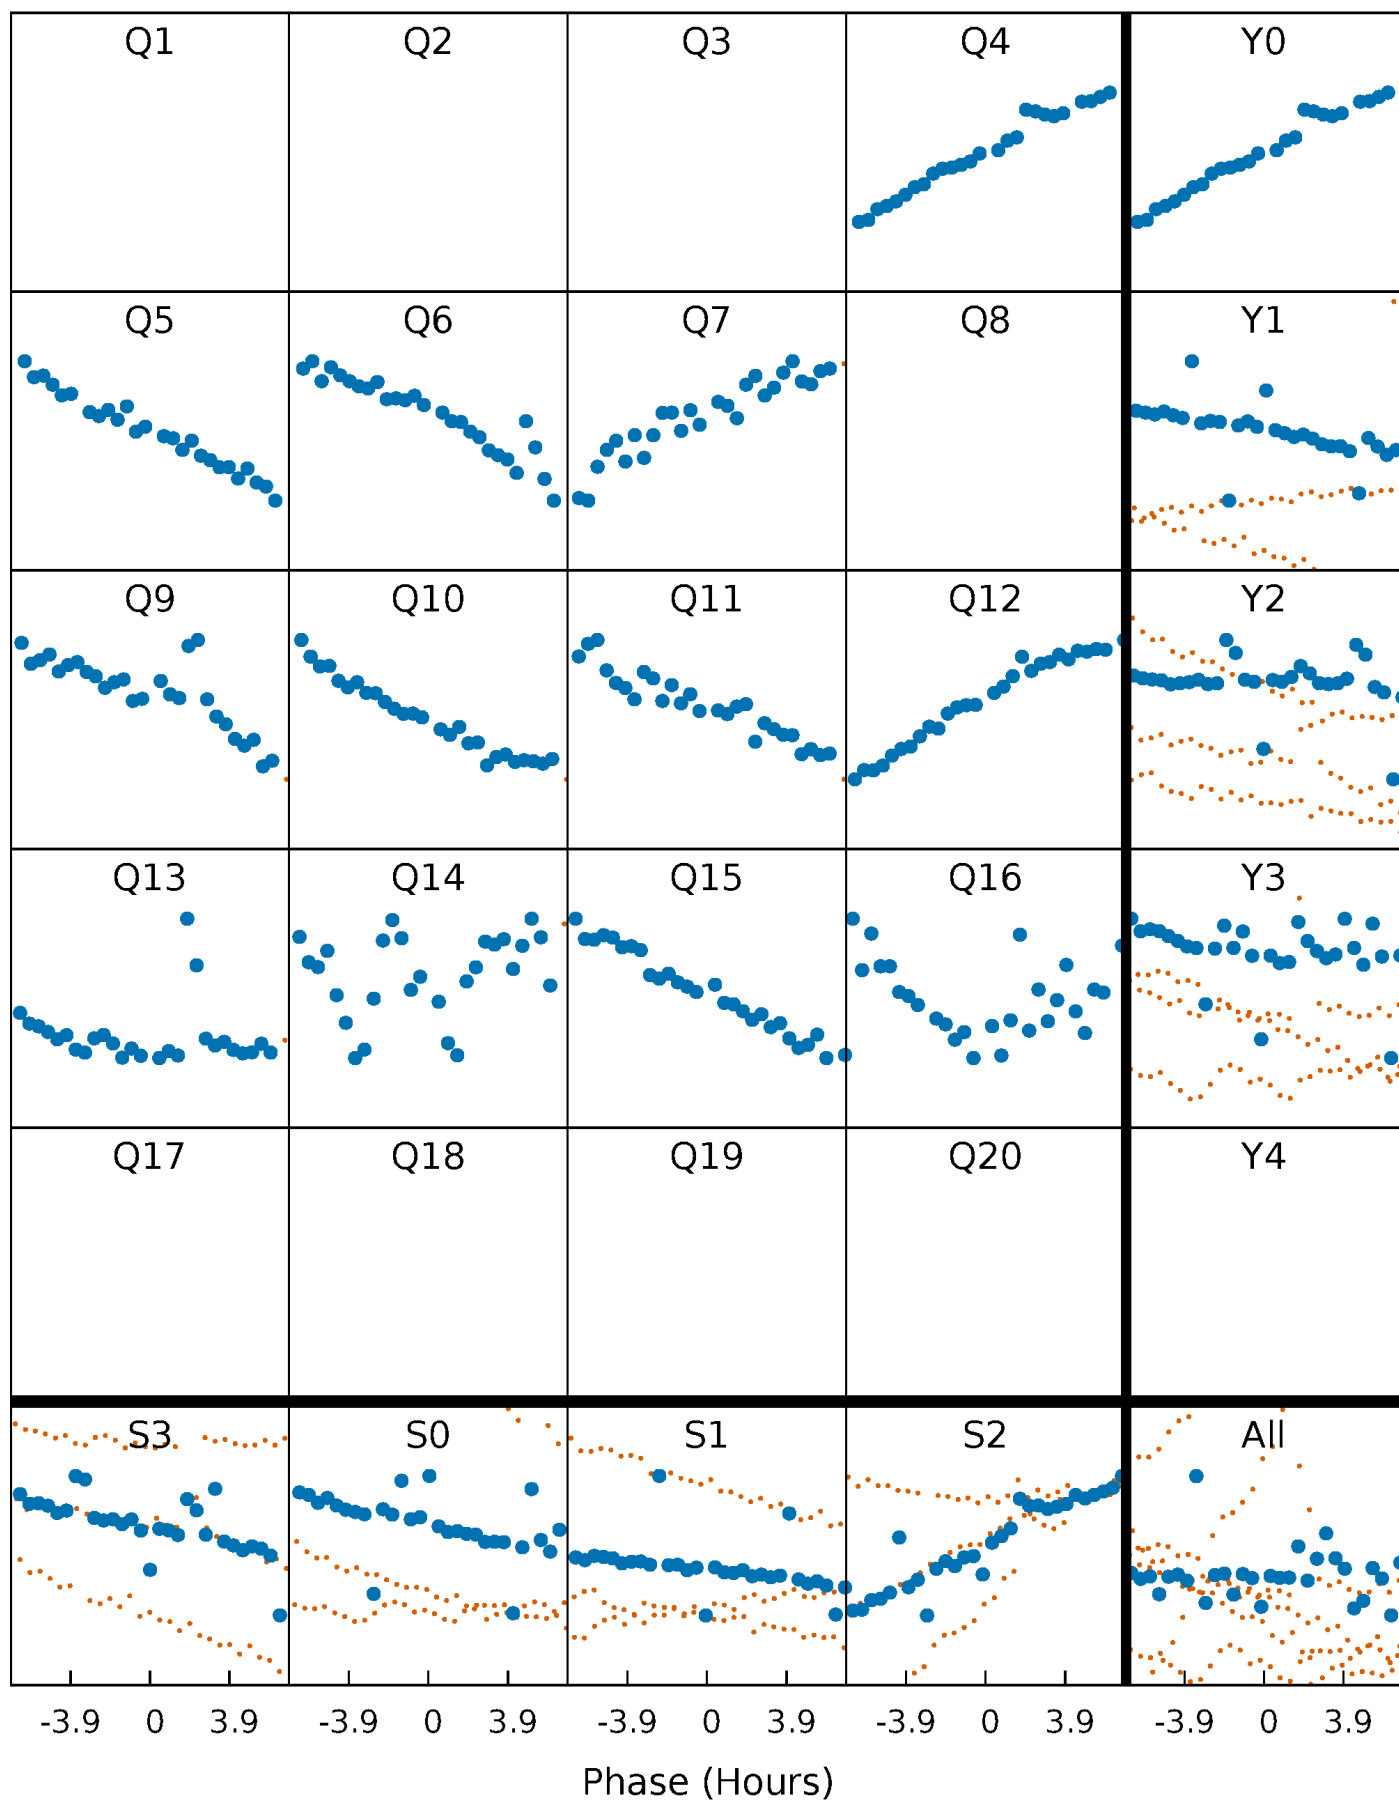 Q1 Q2 Q3 Q4 Y0
Q5 Q6 Q7 Q8 Y1
Q9 Q10 Q11 Q12 Y2
Q13 Q14 Q15 Q16 Y3
Q17 Q18 Q19 Q20 Y4
S3 S0 S1 S2 All
-3.9 0 3.9 -3.9 0 3.9 -3.9 0 3.9 -3.9 0 3.9 -3.9 0 3.9
Phase (Hours)